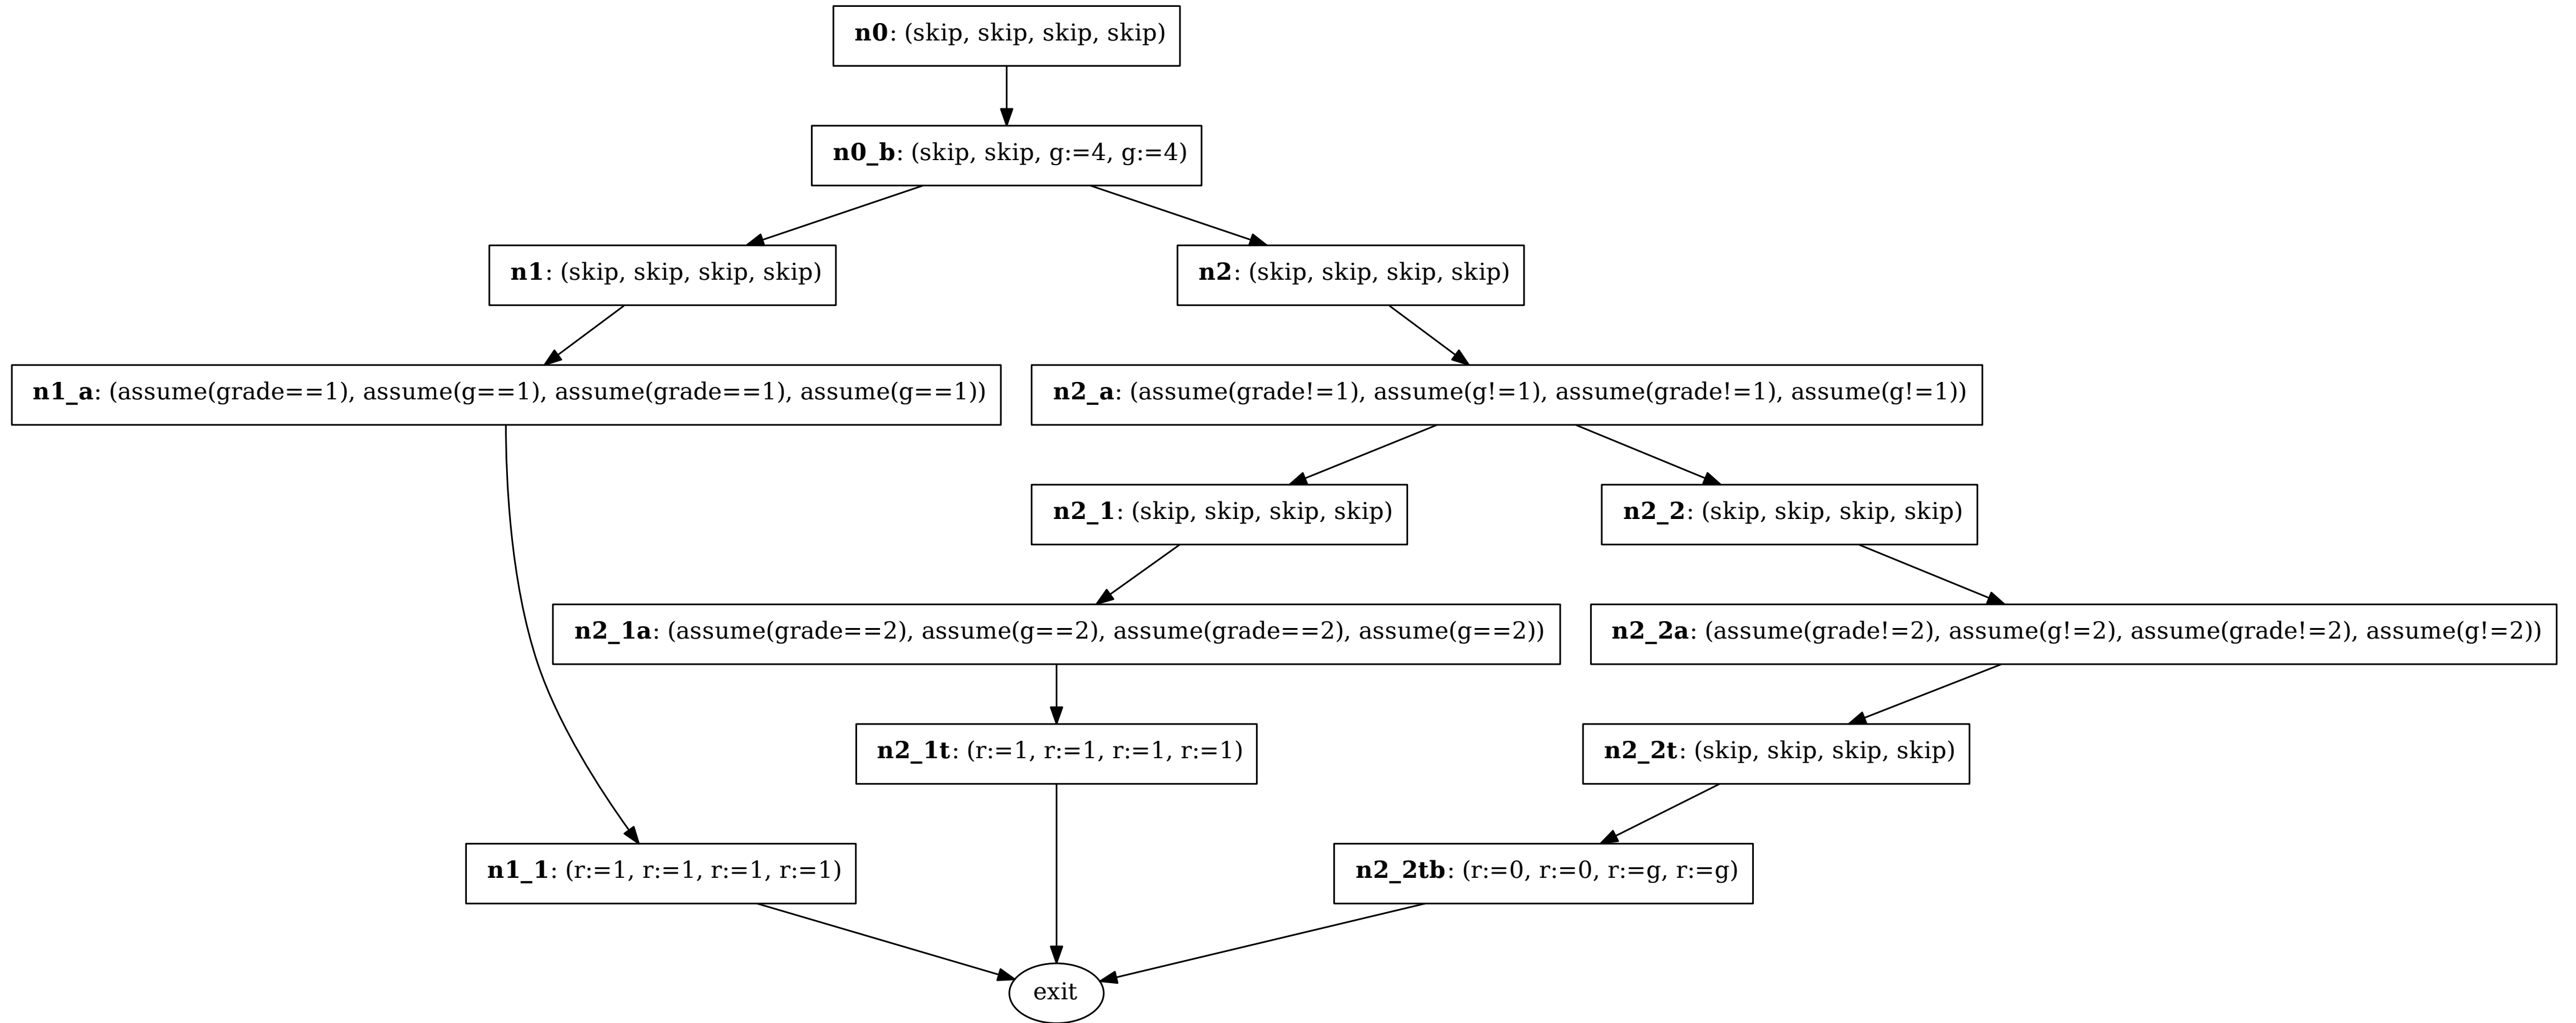 n0: (skip, skip, skip, skip)
n0_b: (skip, skip, g:=4, g:=4)
n1: (skip, skip, skip, skip)
n2: (skip, skip, skip, skip)
n1_a: (assume(grade==1), assume(g==1), assume(grade==1), assume(g==1))
n2_a: (assume(grade!=1), assume(g!=1), assume(grade!=1), assume(g!=1))
n2_1: (skip, skip, skip, skip)
n2_2: (skip, skip, skip, skip)
n2_1a: (assume(grade==2), assume(g==2), assume(grade==2), assume(g==2))
n2_2a: (assume(grade!=2), assume(g!=2), assume(grade!=2), assume(g!=2))
n2_1t: (r:=1, r:=1, r:=1, r:=1)
n2_2t: (skip, skip, skip, skip)
n1_1: (r:=1, r:=1, r:=1, r:=1)
n2_2tb: (r:=0, r:=0, r:=g, r:=g)
exit